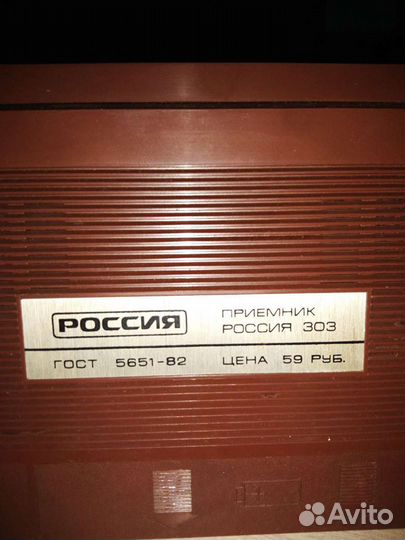 РОССИЯ
ПРИЕМНИК
РОССИЯ 303
ГОСТ 5651-82
ЦЕНА 59 РУБ.
Avito